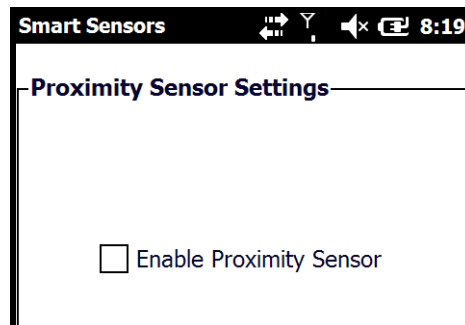 Smart Sensors 8:19
Proximity Sensor Settings
Enable Proximity Sensor